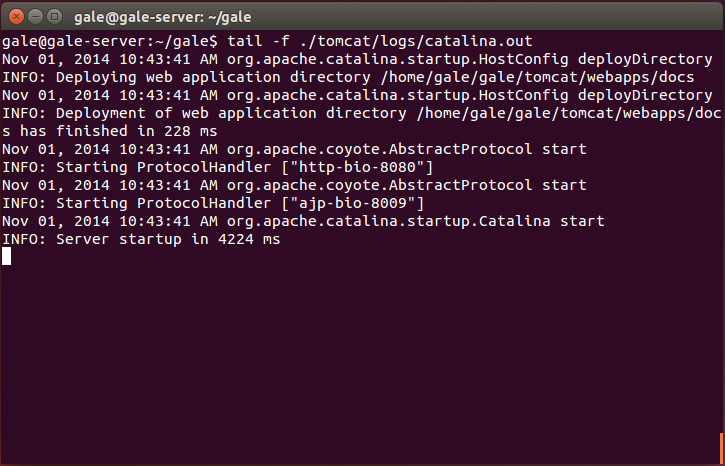 gale@gale-server: ~/gale
gale@gale-server:~/gale$ tail -f ./tomcat/logs/catalina.out
Nov 01, 2014 10:43:41 AM org.apache.catalina.startup.HostConfig deployDirectory
INFO: Deploying web application directory /home/gale/gale/tomcat/webapps/docs
Nov 01, 2014 10:43:41 AM org.apache.catalina.startup.HostConfig deployDirectory
INFO: Deployment of web application directory /home/gale/gale/tomcat/webapps/doc
s has finished in 228 ms
Nov 01, 2014 10:43:41 AM org.apache.coyote.AbstractProtocol start
INFO: Starting ProtocolHandler ["http-bio-8080"]
Nov 01, 2014 10:43:41 AM org.apache.coyote.AbstractProtocol start
INFO: Starting ProtocolHandler ["ajp-bio-8009"]
Nov 01, 2014 10:43:41 AM org.apache.catalina.startup.Catalina start
INFO: Server startup in 4224 ms